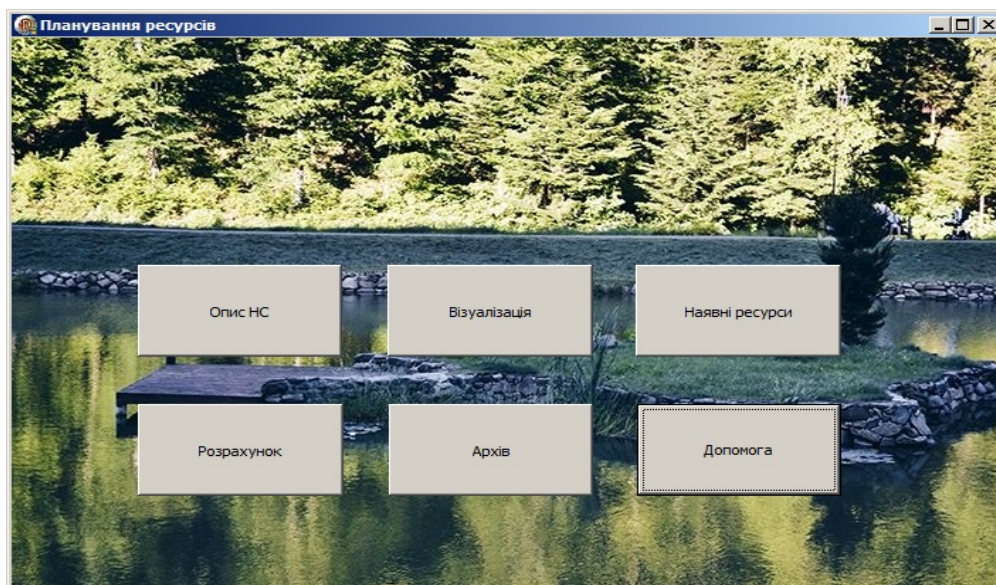 Планування ресурсів
Опис НС
Візуалізація
Наявні ресурси
Розрахунок
Архів
Допомога